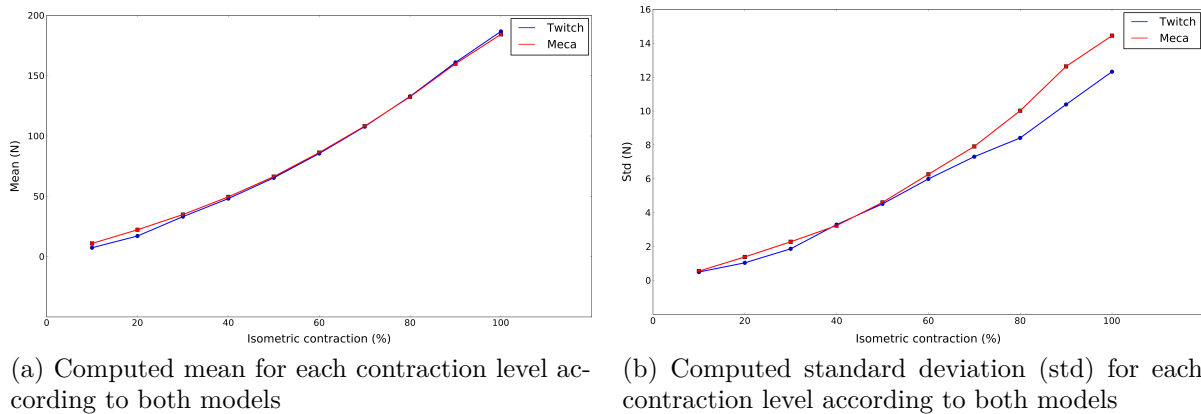 200
150
100
50
0
Mean (N)
0 20 40 60 80 100
Isometric contraction (%)
Twitch
Meca
(a) Computed mean for each contraction level ac-
cording to both models
16
14
12
10
8
6
4
2
0
Std (N)
0 20 40 60 80 100
Isometric contraction (%)
Twitch
Meca
(b) Computed standard deviation (std) for each
contraction level according to both models